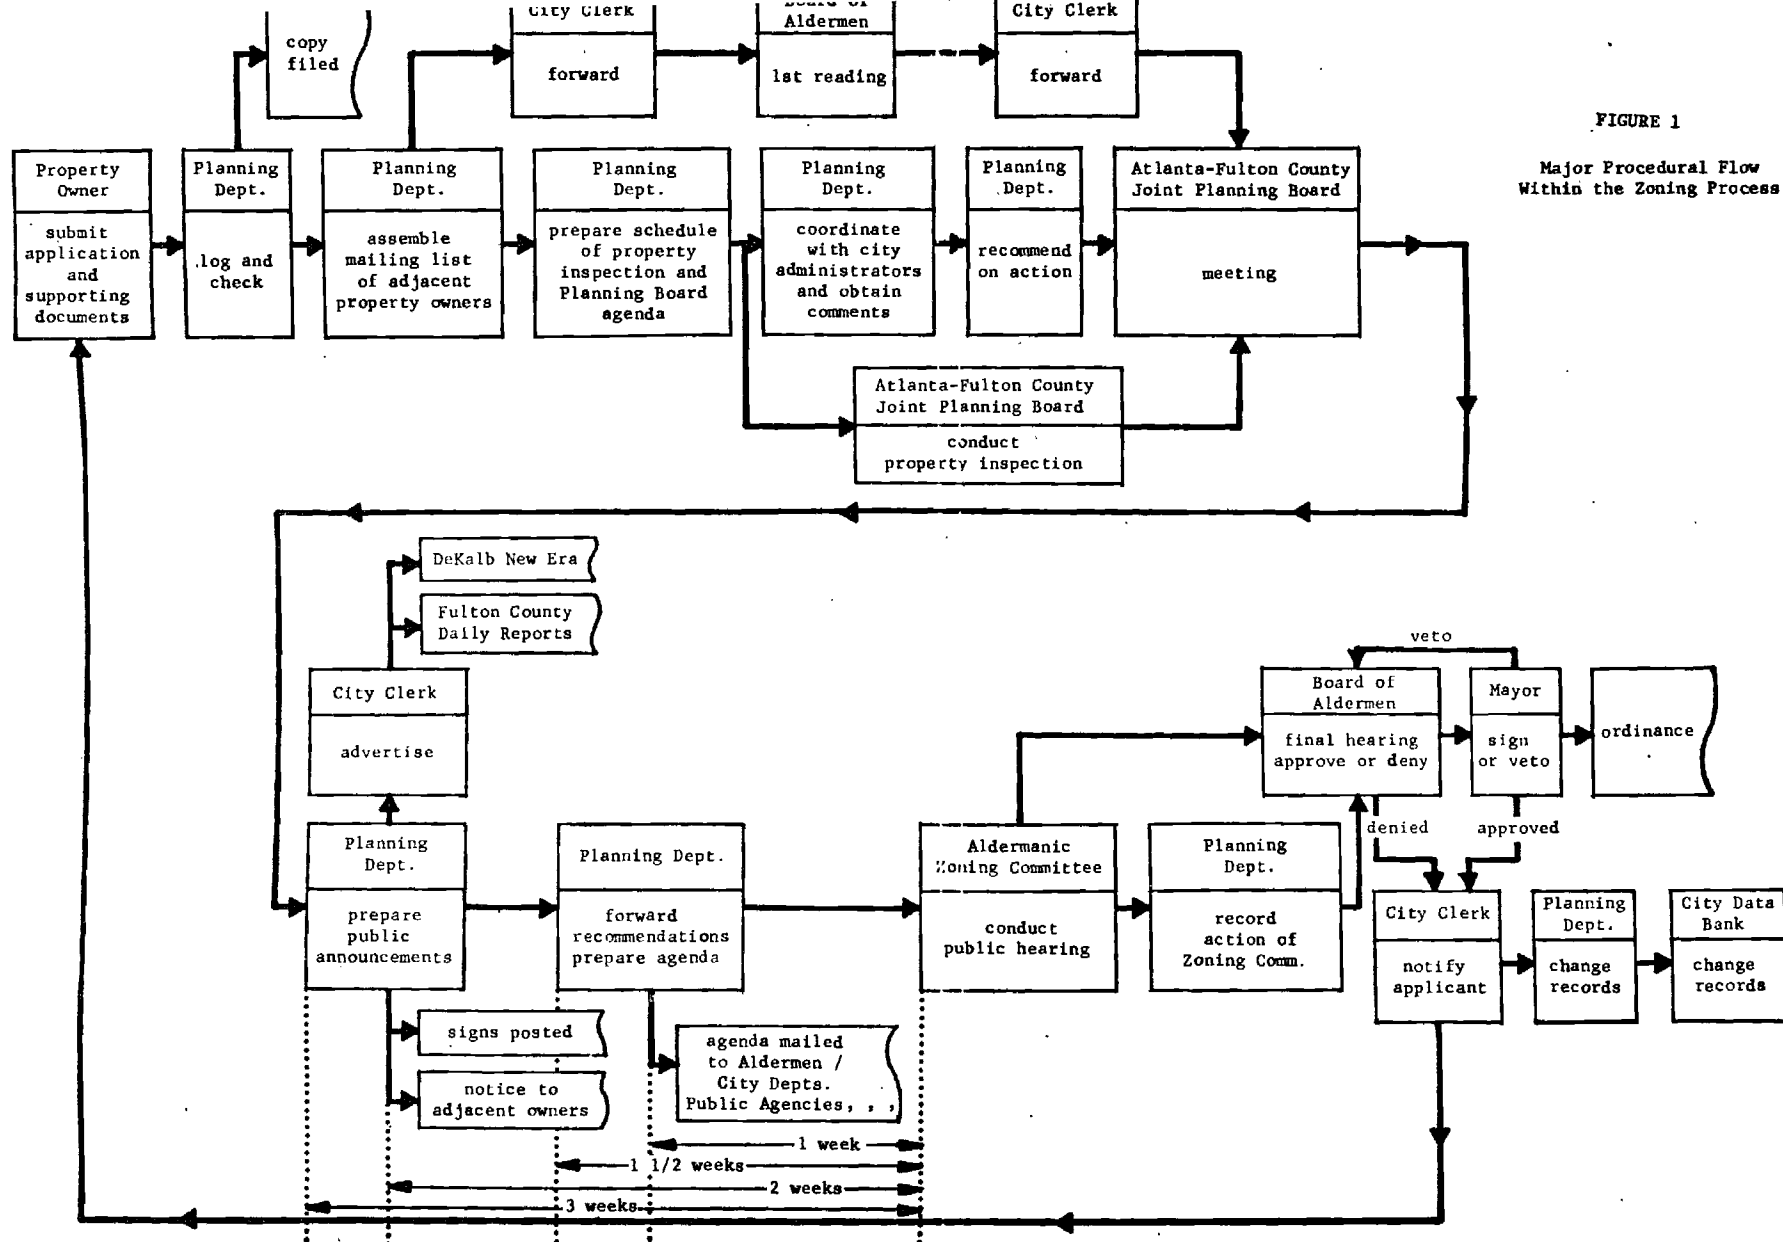 copy
filed
City Clerk
forward
Board of
Aldermen
1st reading
City Clerk
forward
FIGURE 1
Major Procedural Flow
Within the Zoning Process
Property
Owner
submit
application
and
supporting
documents
Planning
Dept.
log and
check
Planning
Dept.
assemble
mailing list
of adjacent
property owners
Planning
Dept.
prepare schedule
of property
inspection and
Planning Board
agenda
Planning
Dept.
coordinate
with city
administrators
and obtain
comments
Planning
Dept.
recommend
on action
Atlanta-Fulton County
Joint Planning Board
meeting
Atlanta-Fulton County
Joint Planning Board
conduct
property inspection
DeKalb New Era
Fulton County
Daily Reports
City Clerk
advertise
veto
Board of
Aldermen
final hearing
approve or deny
Mayor
sign
or veto
ordinance
denied
approved
Planning
Dept.
prepare
public
announcements
Planning Dept.
forward
recommendations
prepare agenda
Aldermanic
Zoning Committee
conduct
public hearing
Planning
Dept.
record
action of
Zoning Comm.
City Clerk
notify
applicant
Planning
Dept.
change
records
City Data
Bank
change
records
signs posted
notice to
adjacent owners
agenda mailed
to Aldermen /
City Depts.
Public Agencies, , ,
1 week
1 1/2 weeks
2 weeks
3 weeks